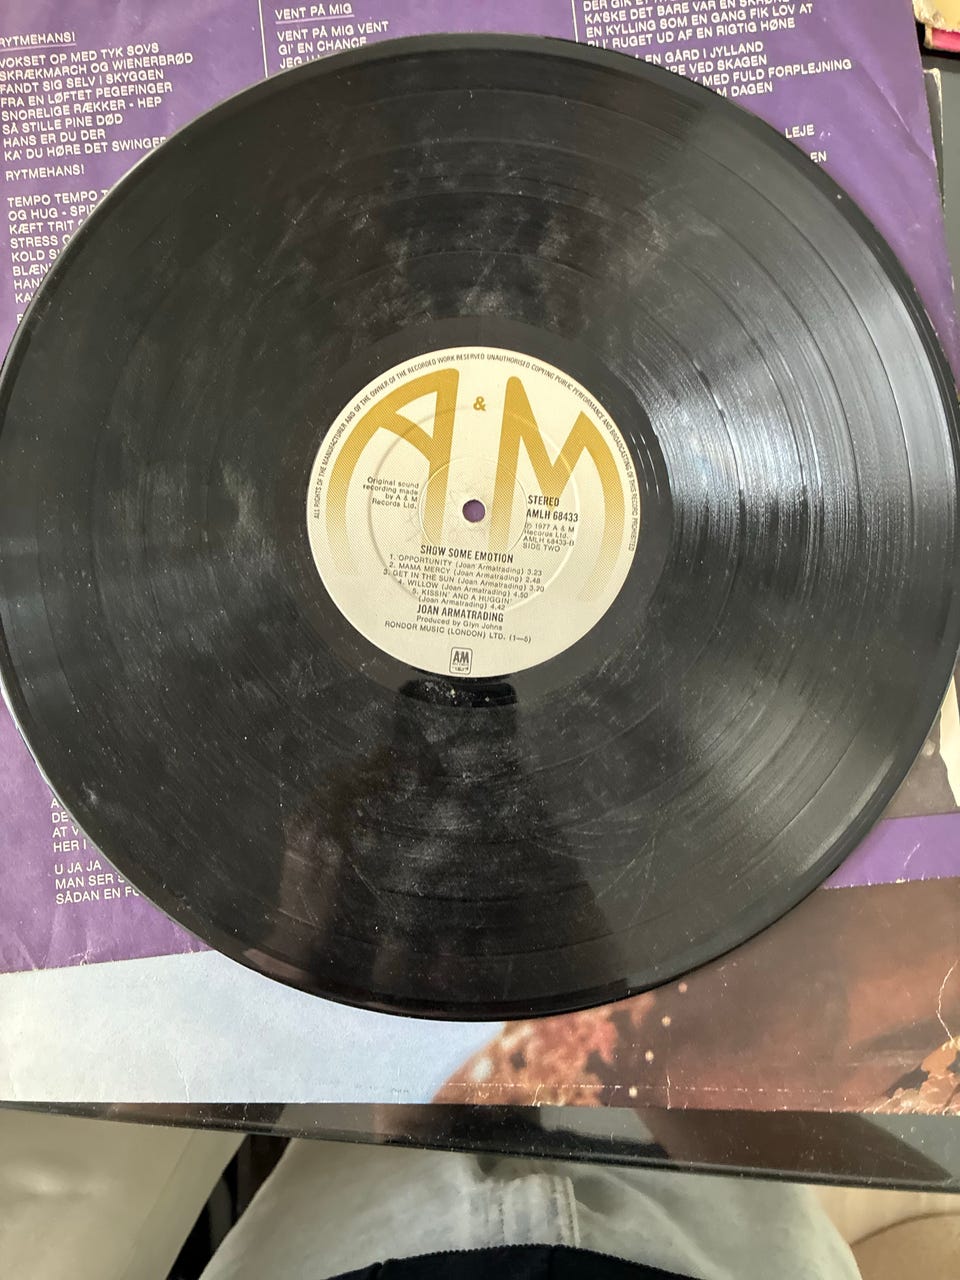 RYTMEHANS!
VOKSET OP MED TYK SOVS
SKRÆKMARCH OG WIENERBRØD
FANDT SIG SELV I SKYGGEN
FRA EN LØFTET PEGEFINGER
SNORELIGE RÆKKER - HEP
SÅ STILLE PINE DØD
HANS ER DU DER
KA' DU HØRE DET SWINGER
RYTMEHANS!
TEMPO TEMPO
OG HUG -
KÆFT TRIT
STRESS
KOLD
VENT PÅ MIG
VENT PÅ MIG VENT
GI' EN CHANCE
JEG
KA'SKE DET BARE VAR EN SKRØNE
EN KYLLING SOM EN GANG FIK LOV AT
BLI' RUGET UD AF EN RIGTIG HØNE
EN GÅRD I JYLLAND
VED SKAGEN
MED FULD FORPLEJNING
DAGEN
LEJE
EN
ALL RIGHTS OF THE MANUFACTURER AND OF THE OWNER OF THE RECORDED WORK RESERVED UNAUTHORISED COPYING PUBLIC PERFORMANCE AND BROADCASTING OF THIS RECORD PROHIBITED
A & M
Original sound
recording made
by A & M
Records Ltd.
STEREO
AMLH 68433
℗ 1977 A & M
Records Ltd.
AMLH 68433-B
SIDE TWO
SHOW SOME EMOTION
1. OPPORTUNITY (Joan Armatrading) 3.23
2. MAMA MERCY (Joan Armatrading) 2.48
3. GET IN THE SUN (Joan Armatrading) 3.20
4. WILLOW (Joan Armatrading) 4.50
5. KISSIN' AND A HUGGIN'
(Joan Armatrading) 4.42
JOAN ARMATRADING
Produced by Glyn Johns
RONDOR MUSIC (LONDON) LTD. (1—5)
AM
AT
HER I
U JA JA
MAN SER
SÅDAN EN